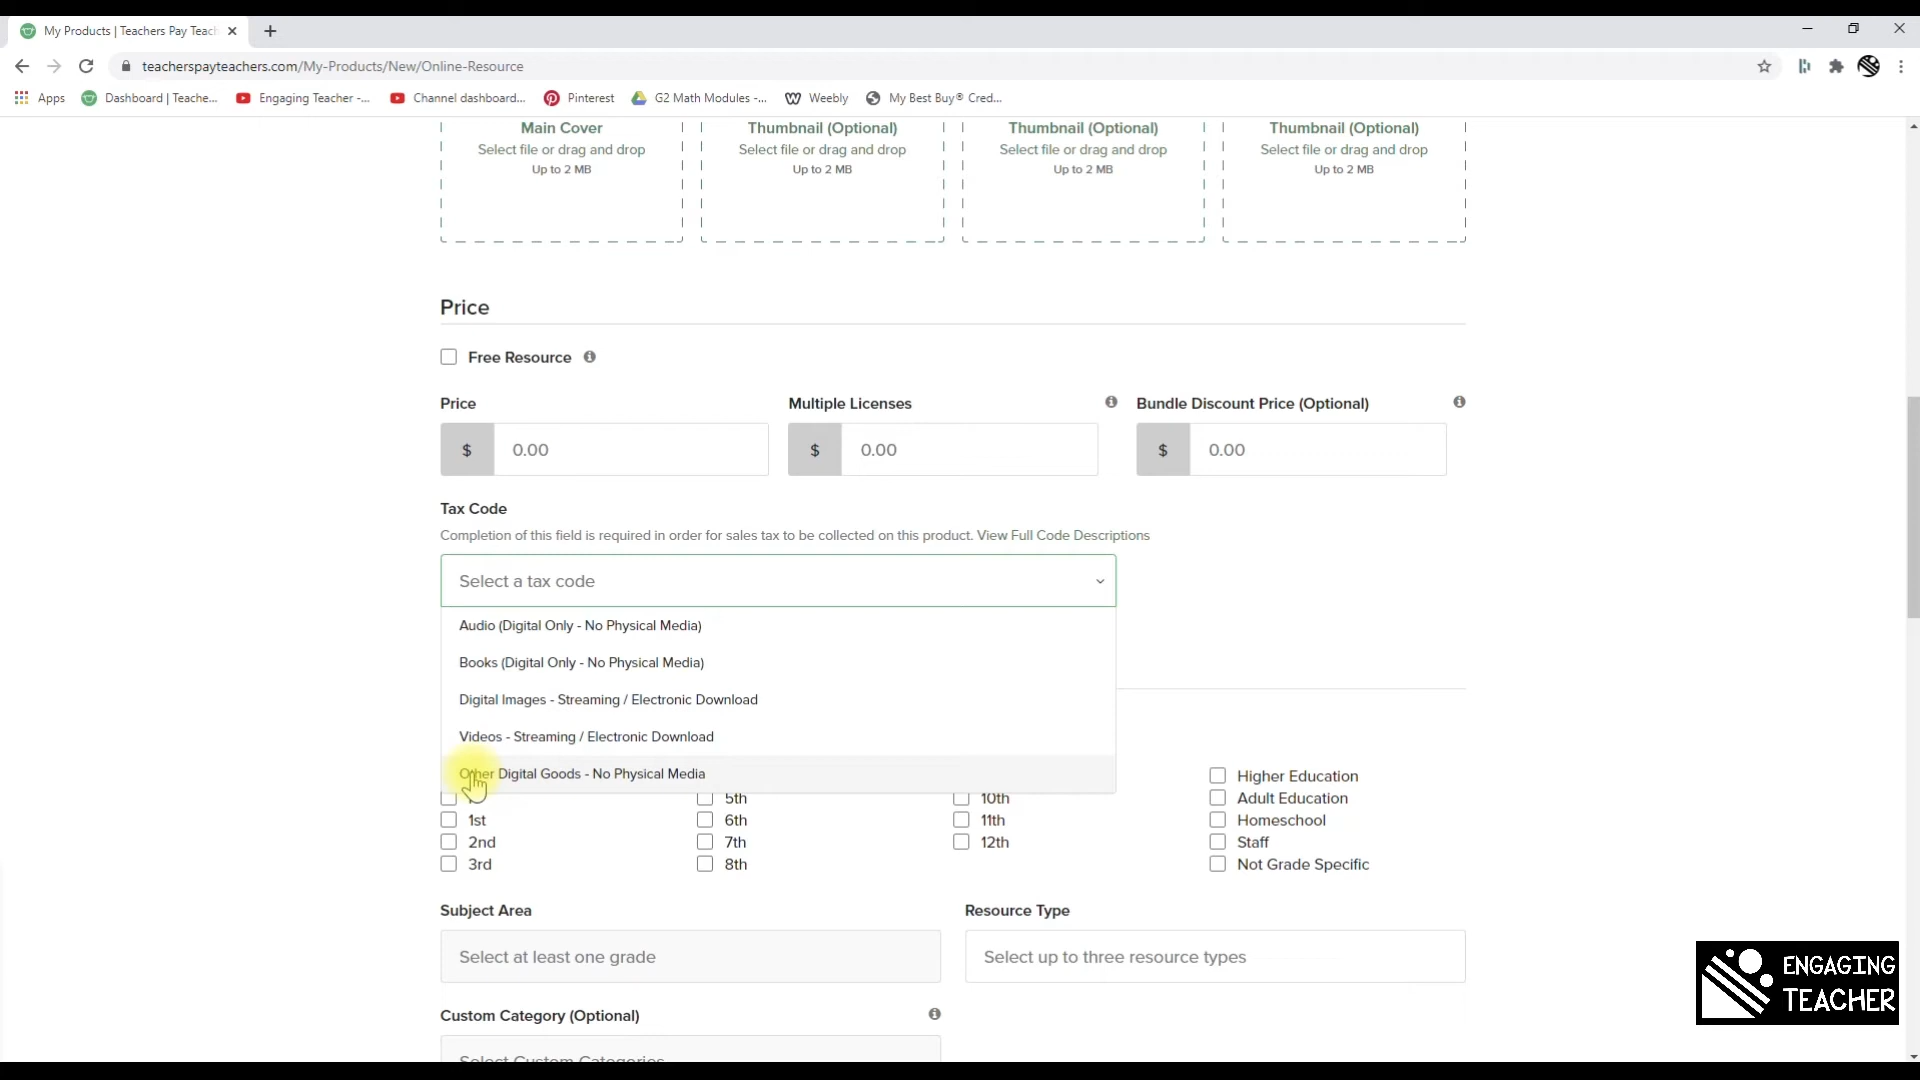 My Products | Teachers Pay Teach
teacherspayteachers.com/My-Products/New/Online-Resource
Apps
Dashboard | Teache...
Engaging Teacher -...
Channel dashboard...
Pinterest
G2 Math Modules -...
Weebly
My Best Buy® Cred...
Main Cover
Select file or drag and drop
Up to 2 MB
Thumbnail (Optional)
Select file or drag and drop
Up to 2 MB
Thumbnail (Optional)
Select file or drag and drop
Up to 2 MB
Thumbnail (Optional)
Select file or drag and drop
Up to 2 MB
Price
Free Resource
Price
$ 0.00
Multiple Licenses
$ 0.00
Bundle Discount Price (Optional)
$ 0.00
Tax Code
Completion of this field is required in order for sales tax to be collected on this product. View Full Code Descriptions
Select a tax code
Audio (Digital Only - No Physical Media)
Books (Digital Only - No Physical Media)
Digital Images - Streaming / Electronic Download
Videos - Streaming / Electronic Download
Other Digital Goods - No Physical Media
1st
2nd
3rd
5th
6th
7th
8th
10th
11th
12th
Higher Education
Adult Education
Homeschool
Staff
Not Grade Specific
Subject Area
Select at least one grade
Resource Type
Select up to three resource types
Custom Category (Optional)
Select Custom Categories
ENGAGING
TEACHER